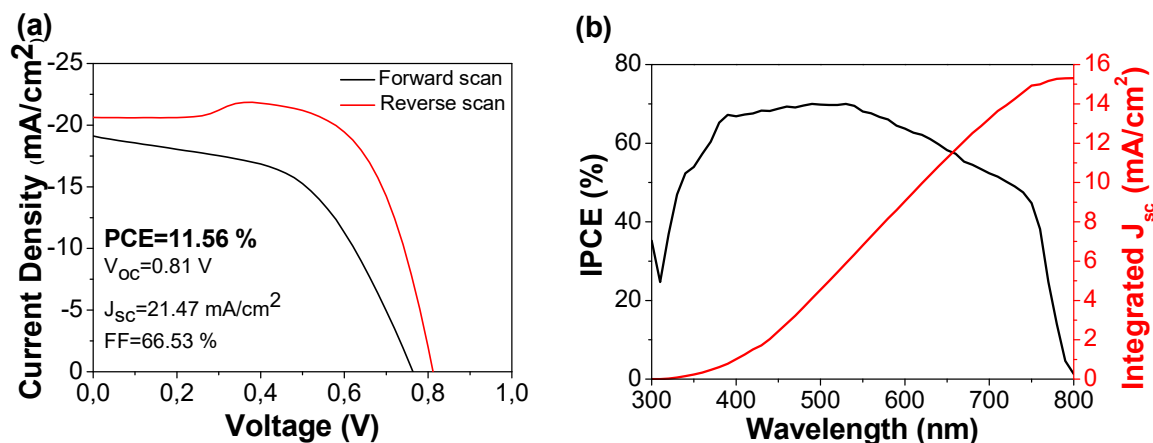 (a)
Current Density (mA/cm²)
-25
-20
-15
-10
-5
0
0,0
0,2
0,4
0,6
0,8
1,0
Voltage (V)
Forward scan
Reverse scan
PCE=11.56 %
V_OC=0.81 V
J_SC=21.47 mA/cm²
FF=66.53 %
(b)
IPCE (%)
80
60
40
20
0
300
400
500
600
700
800
Wavelength (nm)
16
14
12
10
8
6
4
2
0
Integrated J_sc (mA/cm²)